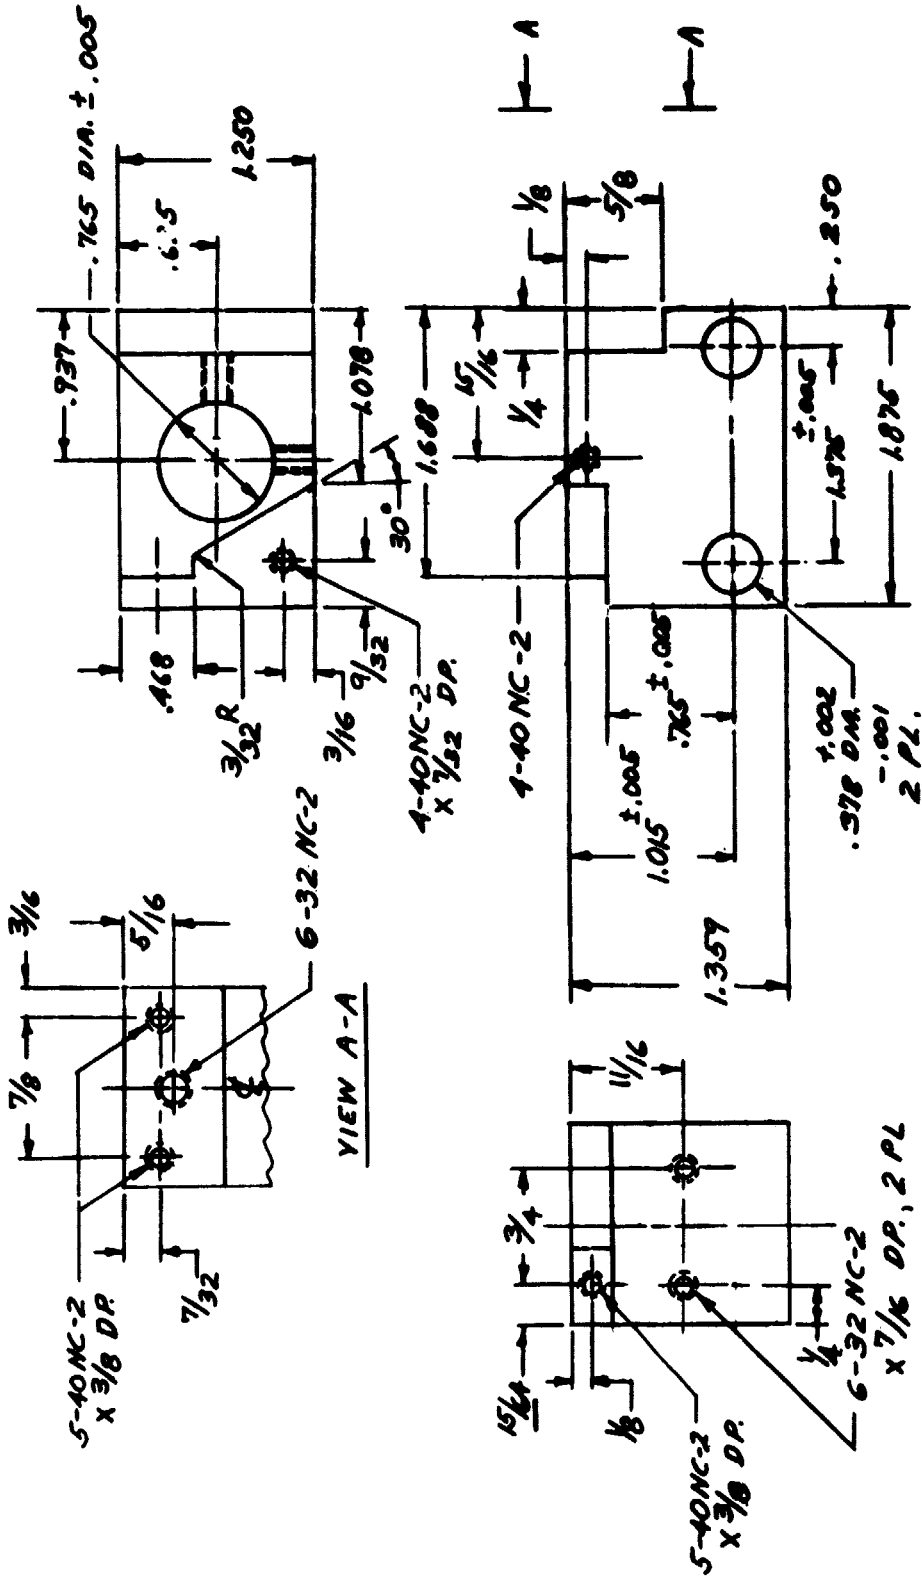 5-40NC-2
X 3/8 DP.
7/8
3/16
7/32
5/16
6-32 NC-2
VIEW A-A
.937
.765 DIA. ±.005
.468
3/32 R
3/16
9/32
4-40NC-2
X 7/32 DP.
30°
1.078
1.250
15/64
3/4
1/8
11/16
5-40NC-2
X 3/8 DP.
1/4
6-32 NC-2
X 7/16 DP., 2 PL
4-40NC-2
1.688
15/16
1/4
1/8
5/8
A
A
1.015 ±.005
.765 ±.005
1.359
+.002
.378 DIA.
-.001
2 PL.
1.375 ±.005
.250
1.875